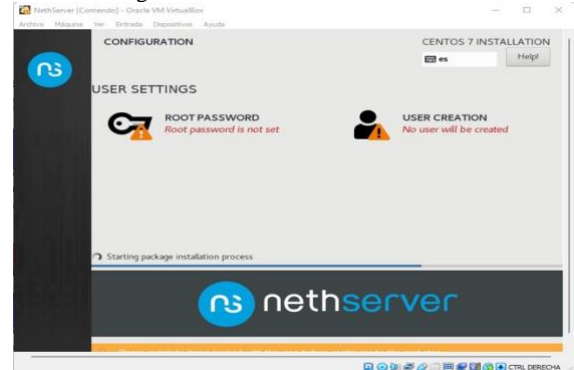 NethServer [Corriendo] - Oracle VM VirtualBox
Archivo Máquina Ver Entrada Dispositivos Ayuda
CONFIGURATION
CENTOS 7 INSTALLATION
es
Help!
ns
USER SETTINGS
ROOT PASSWORD
Root password is not set
USER CREATION
No user will be created
Starting package installation process
ns nethserver
CTRL DERECHA